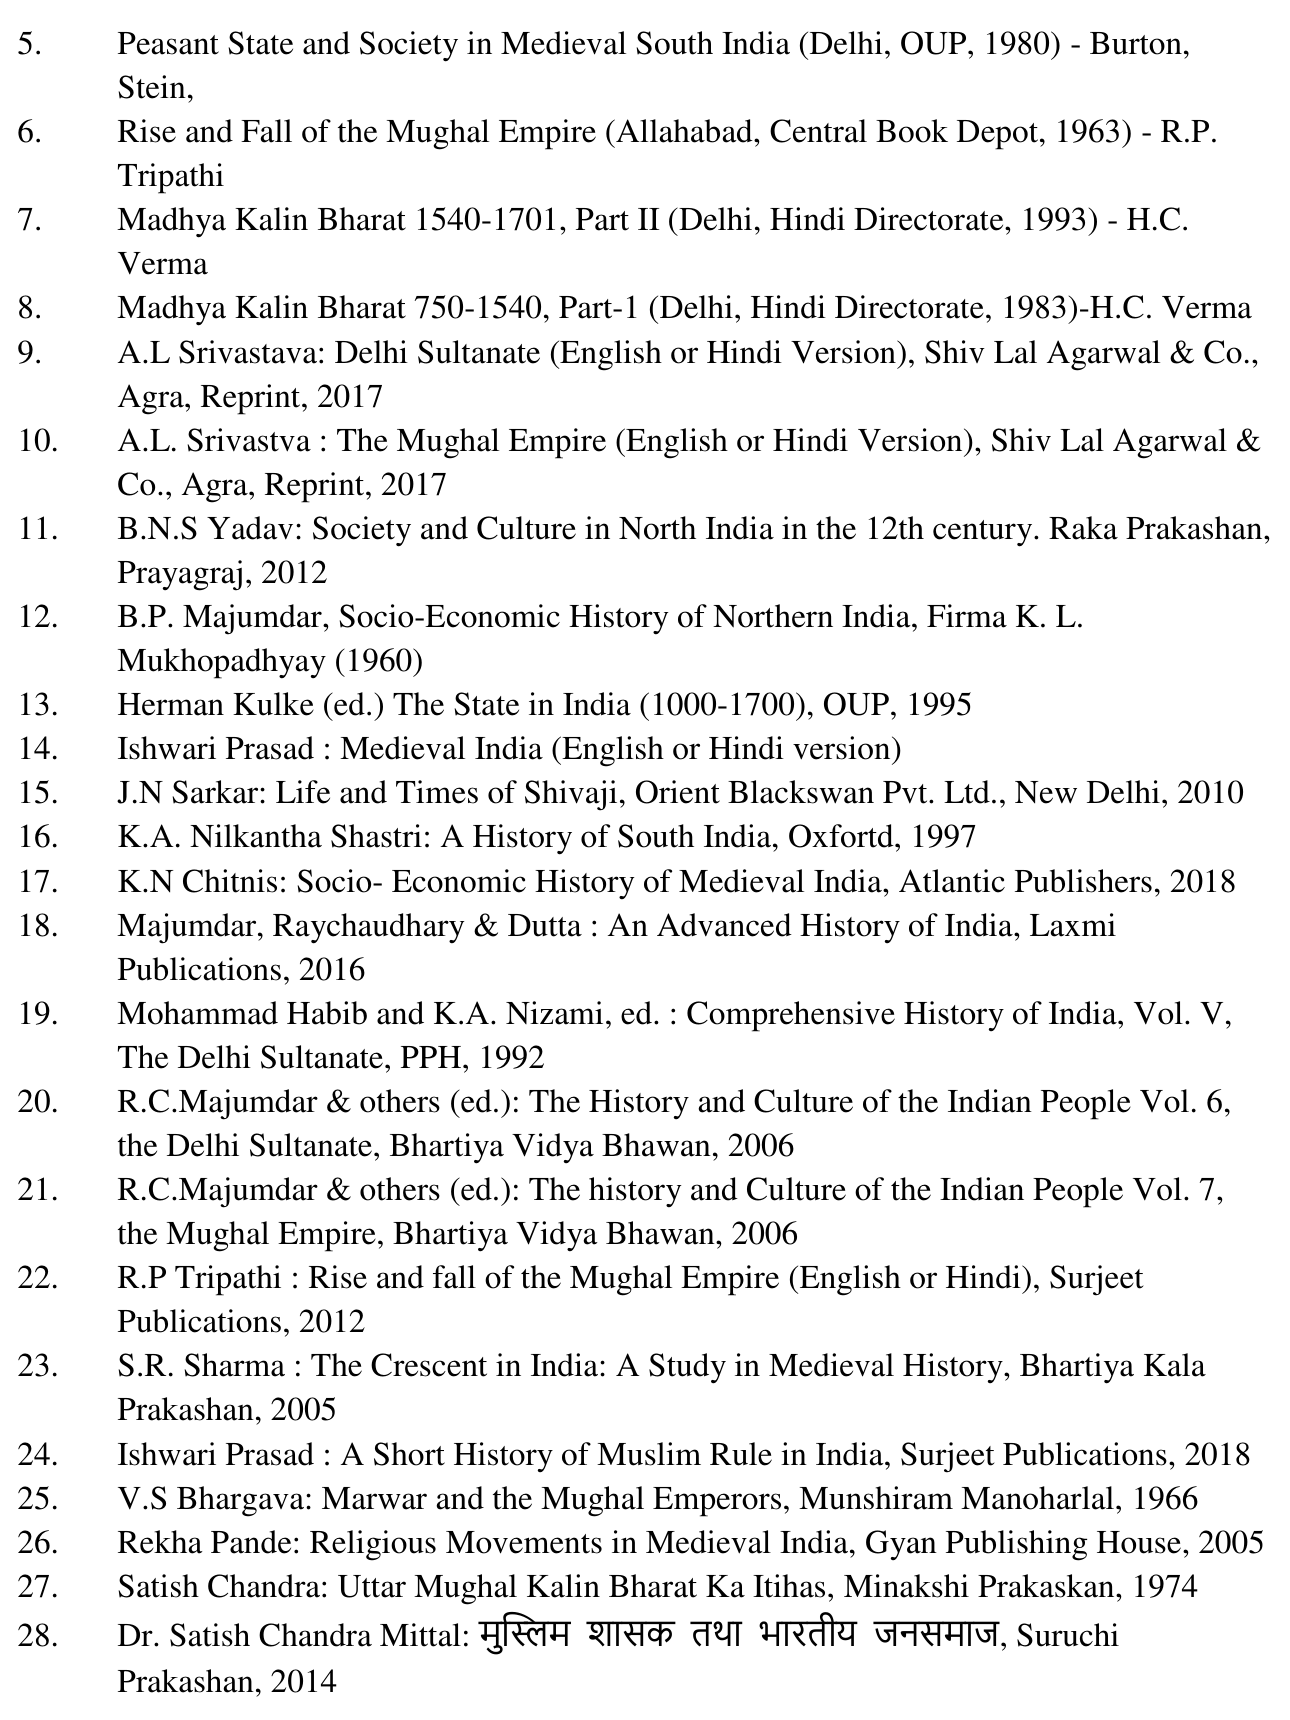 5. Peasant State and Society in Medieval South India (Delhi, OUP, 1980) - Burton,
Stein,
6. Rise and Fall of the Mughal Empire (Allahabad, Central Book Depot, 1963) - R.P.
Tripathi
7. Madhya Kalin Bharat 1540-1701, Part II (Delhi, Hindi Directorate, 1993) - H.C.
Verma
8. Madhya Kalin Bharat 750-1540, Part-1 (Delhi, Hindi Directorate, 1983)-H.C. Verma
9. A.L Srivastava: Delhi Sultanate (English or Hindi Version), Shiv Lal Agarwal & Co.,
Agra, Reprint, 2017
10. A.L. Srivastva : The Mughal Empire (English or Hindi Version), Shiv Lal Agarwal &
Co., Agra, Reprint, 2017
11. B.N.S Yadav: Society and Culture in North India in the 12th century. Raka Prakashan,
Prayagraj, 2012
12. B.P. Majumdar, Socio-Economic History of Northern India, Firma K. L.
Mukhopadhyay (1960)
13. Herman Kulke (ed.) The State in India (1000-1700), OUP, 1995
14. Ishwari Prasad : Medieval India (English or Hindi version)
15. J.N Sarkar: Life and Times of Shivaji, Orient Blackswan Pvt. Ltd., New Delhi, 2010
16. K.A. Nilkantha Shastri: A History of South India, Oxfortd, 1997
17. K.N Chitnis: Socio- Economic History of Medieval India, Atlantic Publishers, 2018
18. Majumdar, Raychaudhary & Dutta : An Advanced History of India, Laxmi
Publications, 2016
19. Mohammad Habib and K.A. Nizami, ed. : Comprehensive History of India, Vol. V,
The Delhi Sultanate, PPH, 1992
20. R.C.Majumdar & others (ed.): The History and Culture of the Indian People Vol. 6,
the Delhi Sultanate, Bhartiya Vidya Bhawan, 2006
21. R.C.Majumdar & others (ed.): The history and Culture of the Indian People Vol. 7,
the Mughal Empire, Bhartiya Vidya Bhawan, 2006
22. R.P Tripathi : Rise and fall of the Mughal Empire (English or Hindi), Surjeet
Publications, 2012
23. S.R. Sharma : The Crescent in India: A Study in Medieval History, Bhartiya Kala
Prakashan, 2005
24. Ishwari Prasad : A Short History of Muslim Rule in India, Surjeet Publications, 2018
25. V.S Bhargava: Marwar and the Mughal Emperors, Munshiram Manoharlal, 1966
26. Rekha Pande: Religious Movements in Medieval India, Gyan Publishing House, 2005
27. Satish Chandra: Uttar Mughal Kalin Bharat Ka Itihas, Minakshi Prakaskan, 1974
28. Dr. Satish Chandra Mittal: मुस्लिम शासक तथा भारतीय जनसमाज, Suruchi
Prakashan, 2014